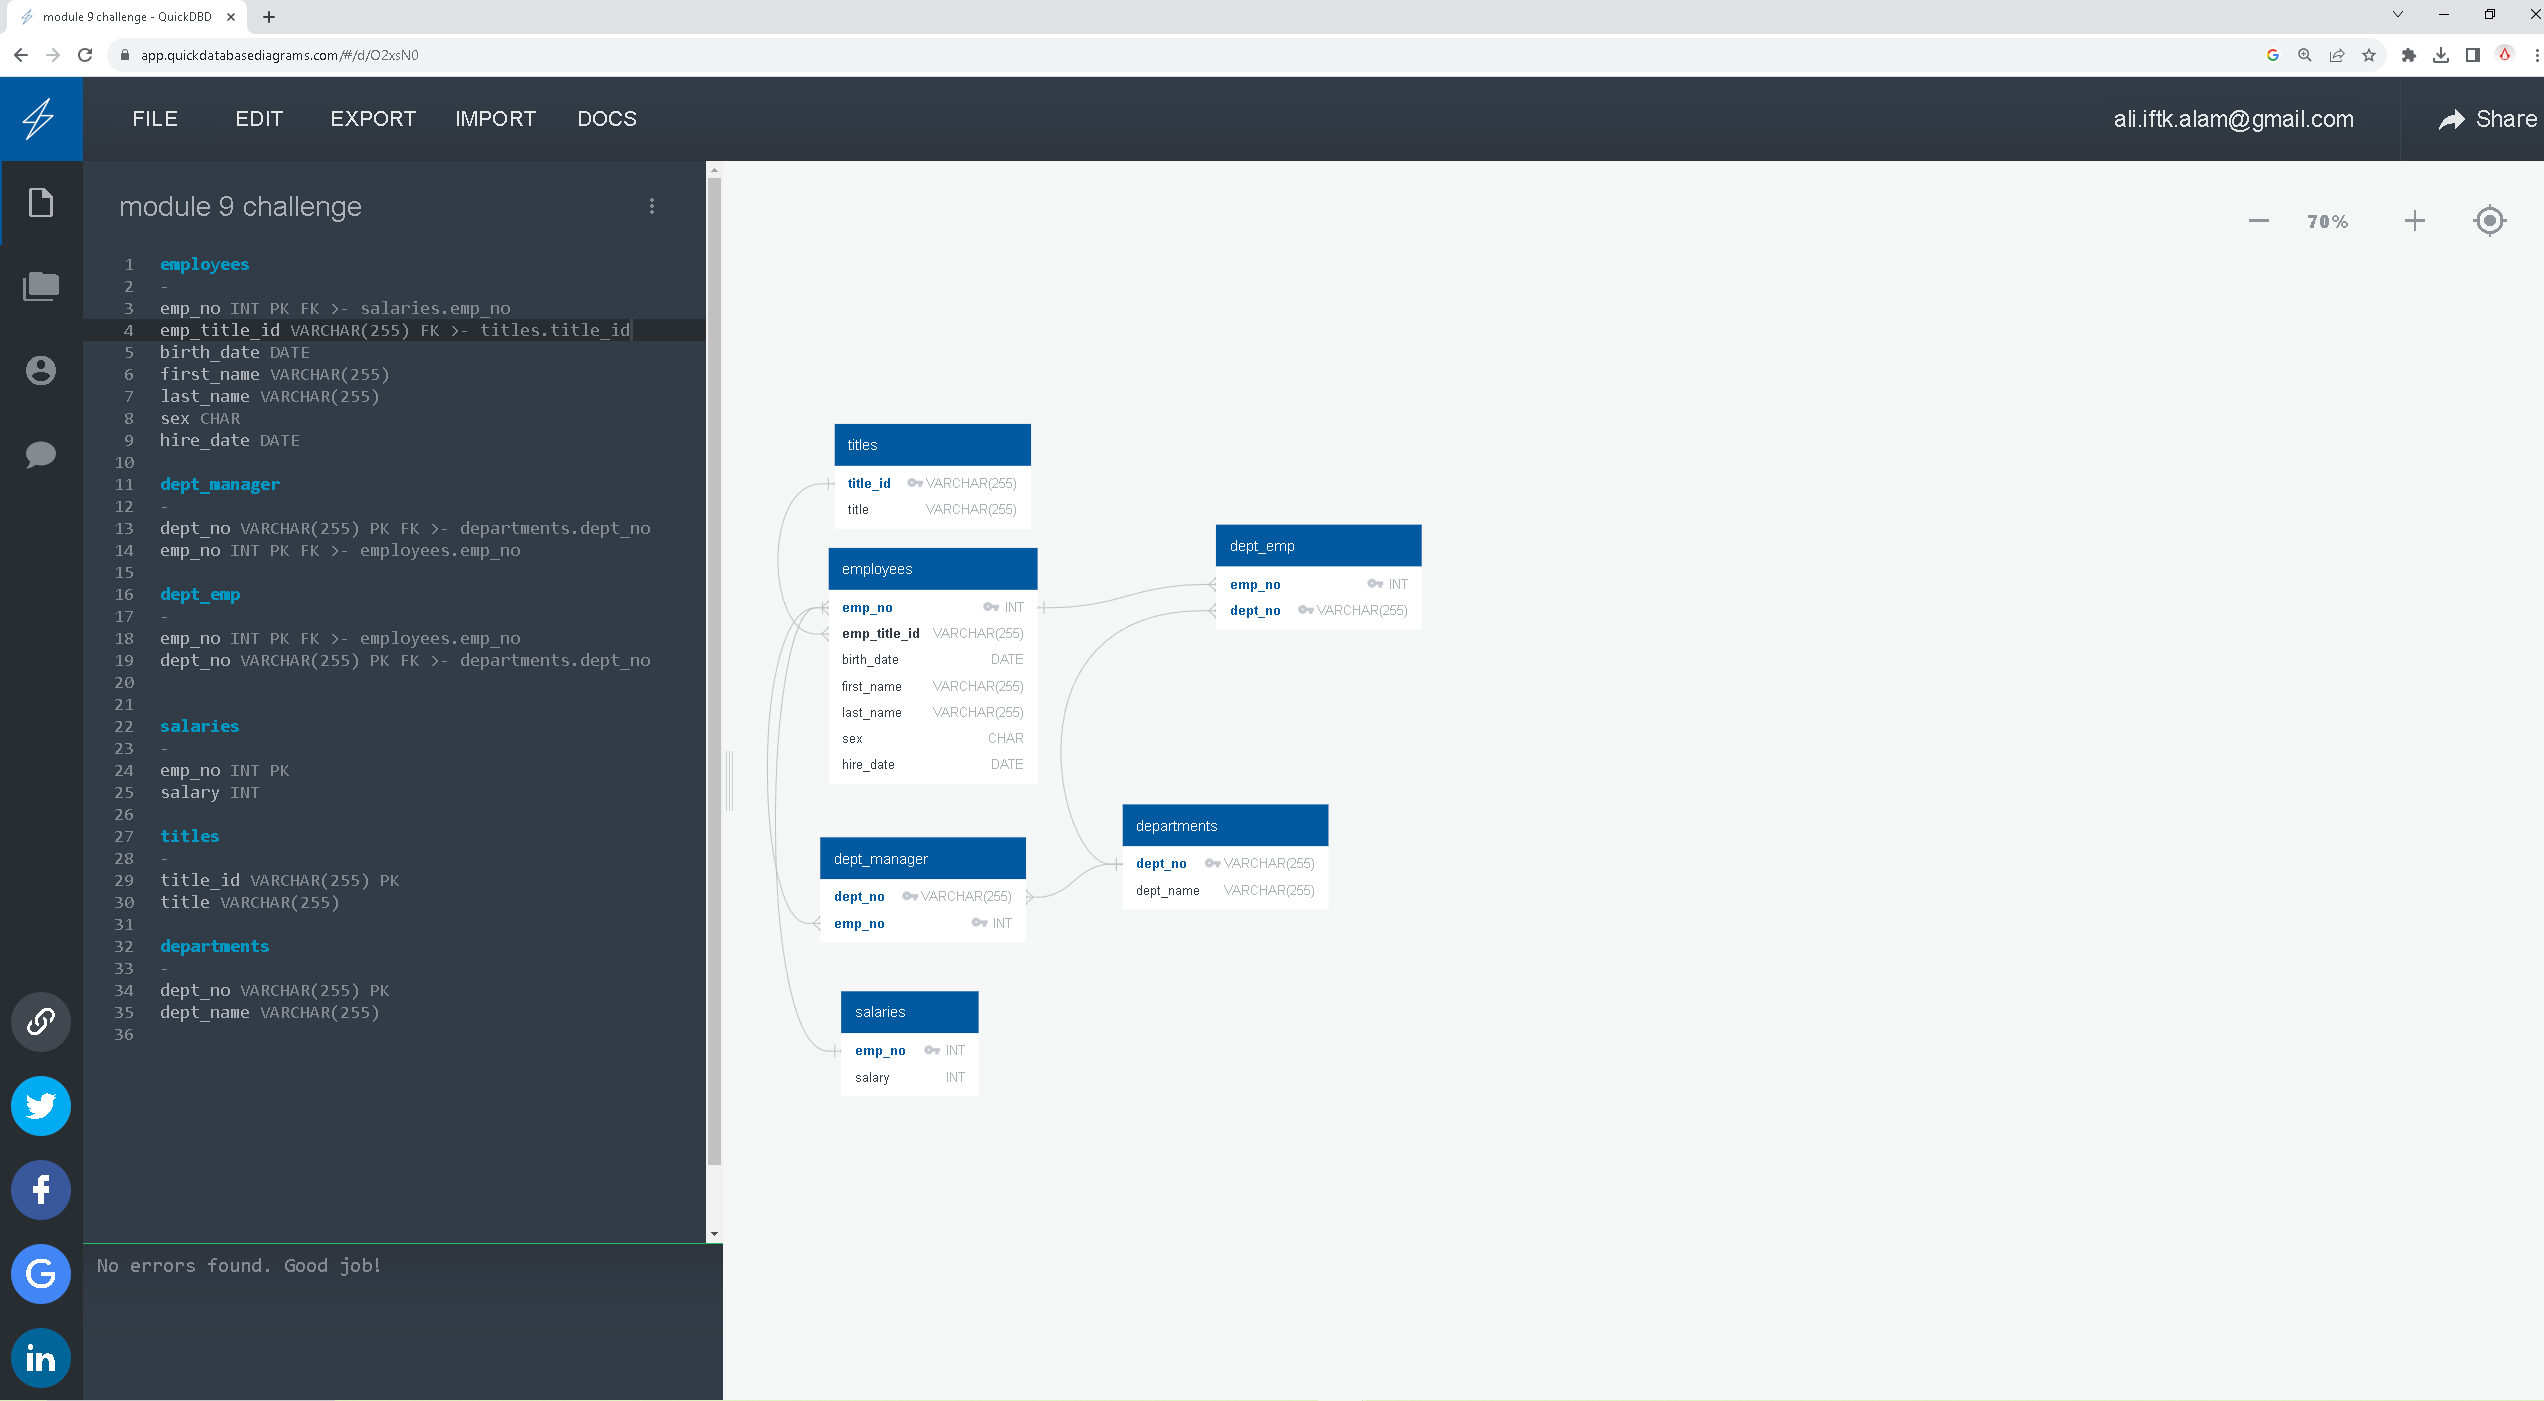 module 9 challenge - QuickDBD
app.quickdatabasediagrams.com/#/d/O2xsN0
FILE EDIT EXPORT IMPORT DOCS
ali.iftk.alam@gmail.com Share
module 9 challenge
70%
1 employees
2 -
3 emp_no INT PK FK >- salaries.emp_no
4 emp_title_id VARCHAR(255) FK >- titles.title_id
5 birth_date DATE
6 first_name VARCHAR(255)
7 last_name VARCHAR(255)
8 sex CHAR
9 hire_date DATE
10
11 dept_manager
12 -
13 dept_no VARCHAR(255) PK FK >- departments.dept_no
14 emp_no INT PK FK >- employees.emp_no
15
16 dept_emp
17 -
18 emp_no INT PK FK >- employees.emp_no
19 dept_no VARCHAR(255) PK FK >- departments.dept_no
20
21
22 salaries
23 -
24 emp_no INT PK
25 salary INT
26
27 titles
28 -
29 title_id VARCHAR(255) PK
30 title VARCHAR(255)
31
32 departments
33 -
34 dept_no VARCHAR(255) PK
35 dept_name VARCHAR(255)
36
No errors found. Good job!
titles
title_id VARCHAR(255)
title VARCHAR(255)
employees
emp_no INT
emp_title_id VARCHAR(255)
birth_date DATE
first_name VARCHAR(255)
last_name VARCHAR(255)
sex CHAR
hire_date DATE
dept_emp
emp_no INT
dept_no VARCHAR(255)
departments
dept_no VARCHAR(255)
dept_name VARCHAR(255)
dept_manager
dept_no VARCHAR(255)
emp_no INT
salaries
emp_no INT
salary INT